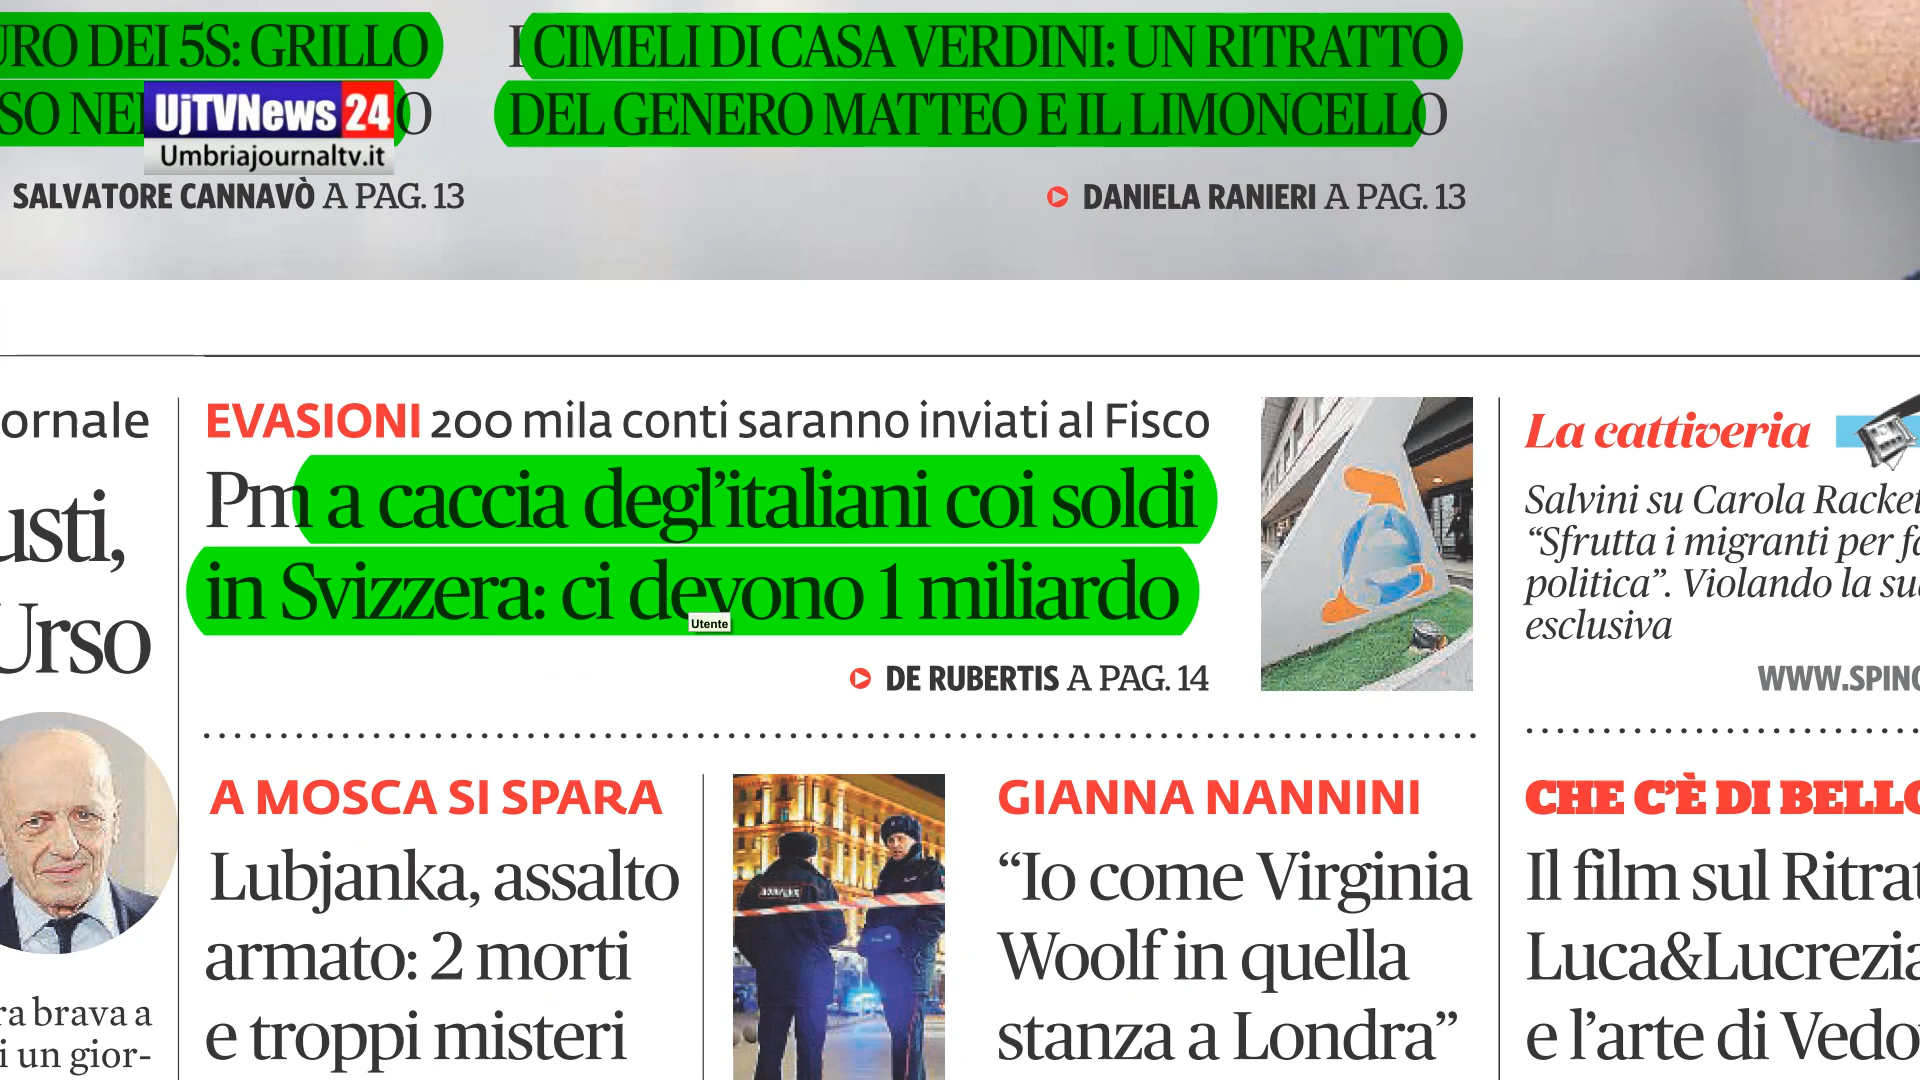 URO DEI 5S: GRILLO
SO NEL
O
UjTVNews 24
Umbriajournaltv.it
SALVATORE CANNAVÒ A PAG. 13
I CIMELI DI CASA VERDINI: UN RITRATTO
DEL GENERO MATTEO E IL LIMONCELLO
DANIELA RANIERI A PAG. 13
ornale
usti,
Urso
ra brava a
i un gior-
EVASIONI 200 mila conti saranno inviati al Fisco
Pm a caccia degl’italiani coi soldi
in Svizzera: ci devono 1 miliardo
Utente
DE RUBERTIS A PAG. 14
A MOSCA SI SPARA
Lubjanka, assalto
armato: 2 morti
e troppi misteri
GIANNA NANNINI
“Io come Virginia
Woolf in quella
stanza a Londra”
La cattiveria
Salvini su Carola Racket
“Sfrutta i migranti per fa
politica”. Violando la su
esclusiva
WWW.SPINO
CHE C’È DI BELLO
Il film sul Ritrat
Luca&Lucrezia
e l’arte di Vedo